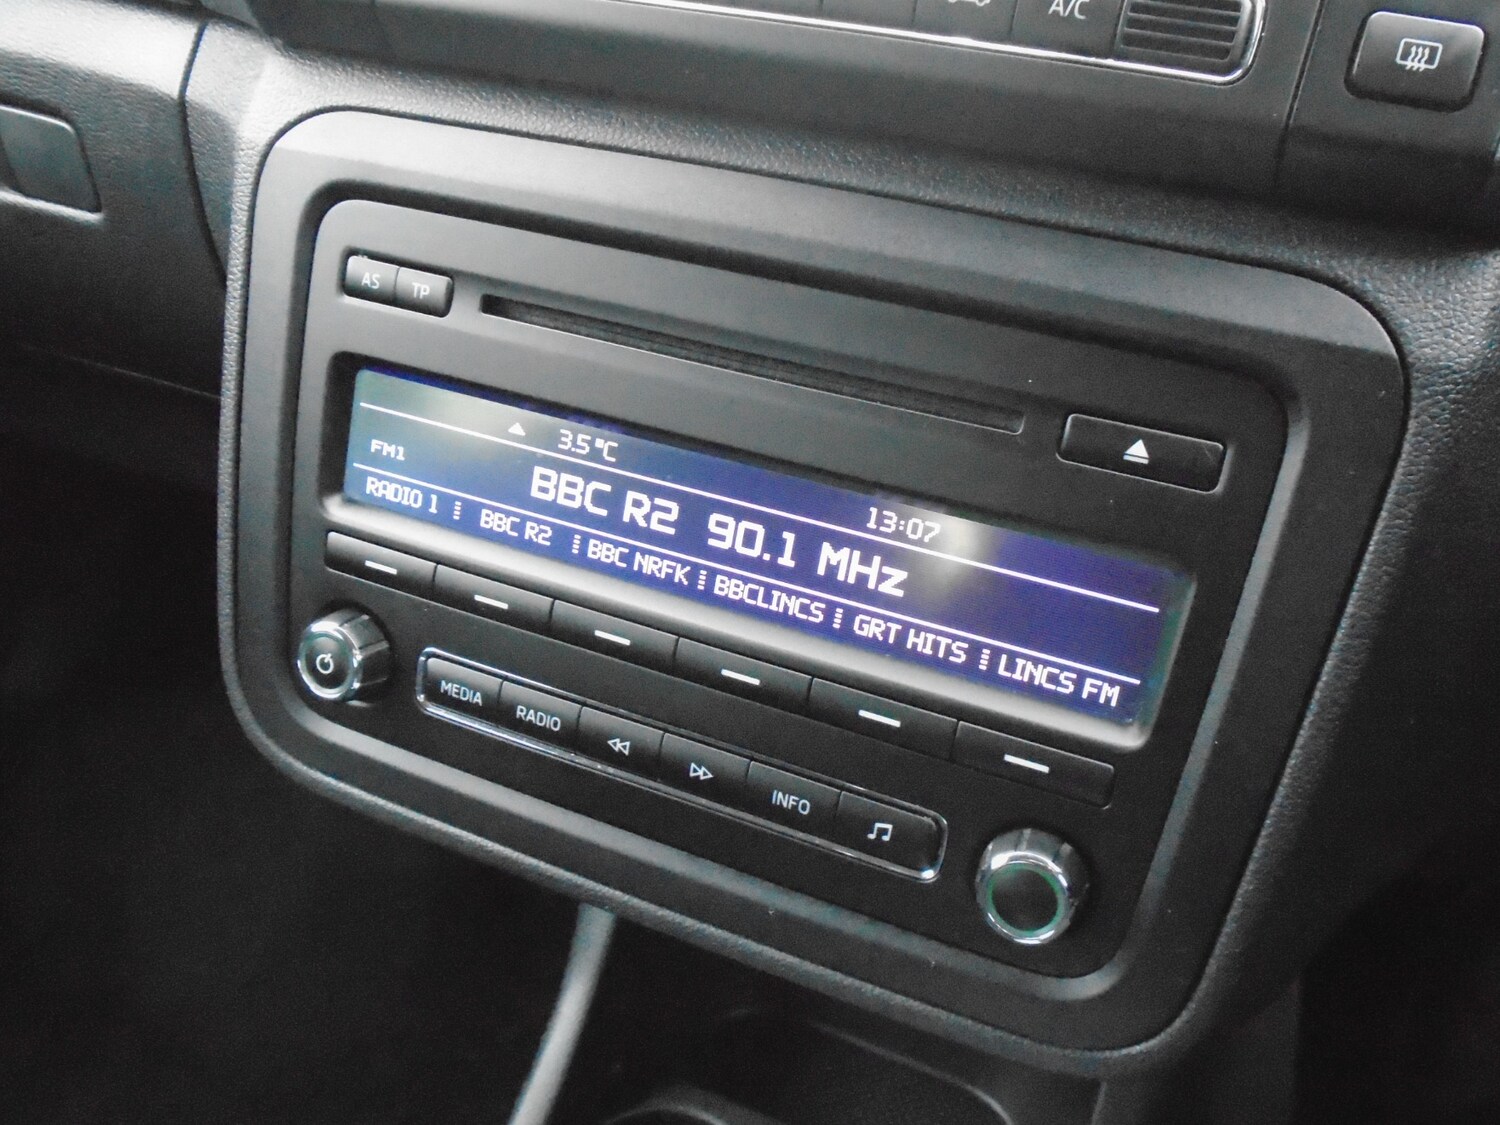 A/C
AS TP
3.5°C 13:07
FM1 BBC R2 90.1 MHz
RADIO 1 BBC R2 BBC NRFK BBCLINCS GRT HITS LINCS FM
MEDIA RADIO INFO